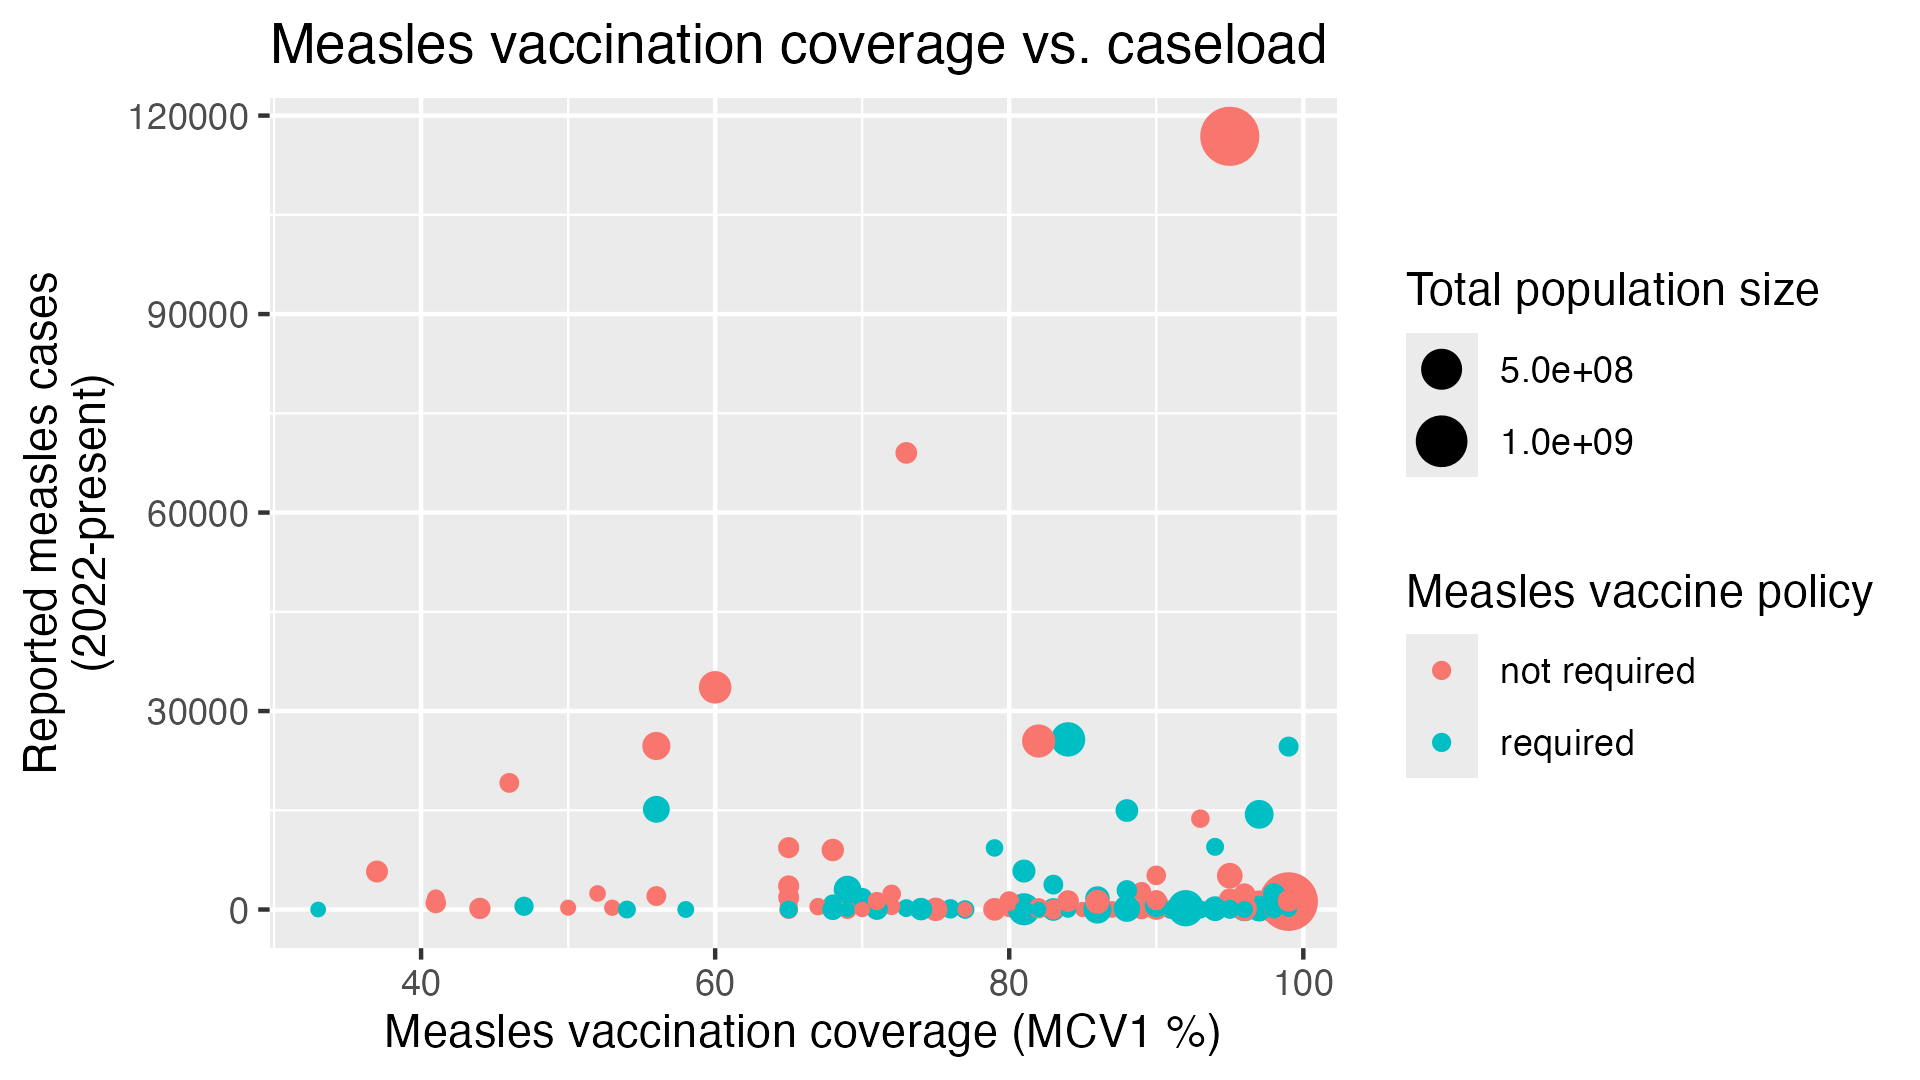 Measles vaccination coverage vs. caseload
Reported measles cases
(2022-present)
120000
90000
60000
30000
0
40
60
80
100
Measles vaccination coverage (MCV1 %)
Total population size
5.0e+08
1.0e+09
Measles vaccine policy
not required
required